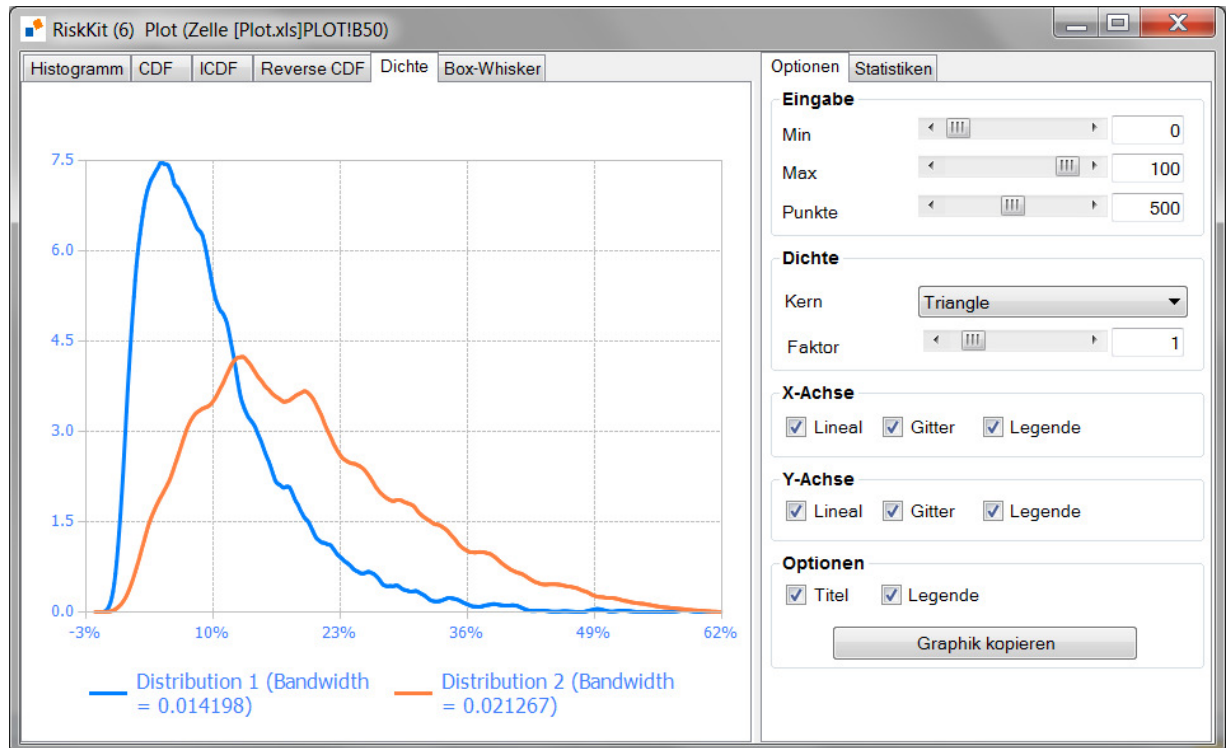 RiskKit (6) Plot (Zelle [Plot.xls]PLOT!B50)
Histogramm CDF ICDF Reverse CDF Dichte Box-Whisker
7.5
6.0
4.5
3.0
1.5
0.0
-3% 10% 23% 36% 49% 62%
Distribution 1 (Bandwidth
= 0.014198)
Distribution 2 (Bandwidth
= 0.021267)
Optionen Statistiken
Eingabe
Min 0
Max 100
Punkte 500
Dichte
Kern Triangle
Faktor 1
X-Achse
Lineal Gitter Legende
Y-Achse
Lineal Gitter Legende
Optionen
Titel Legende
Graphik kopieren